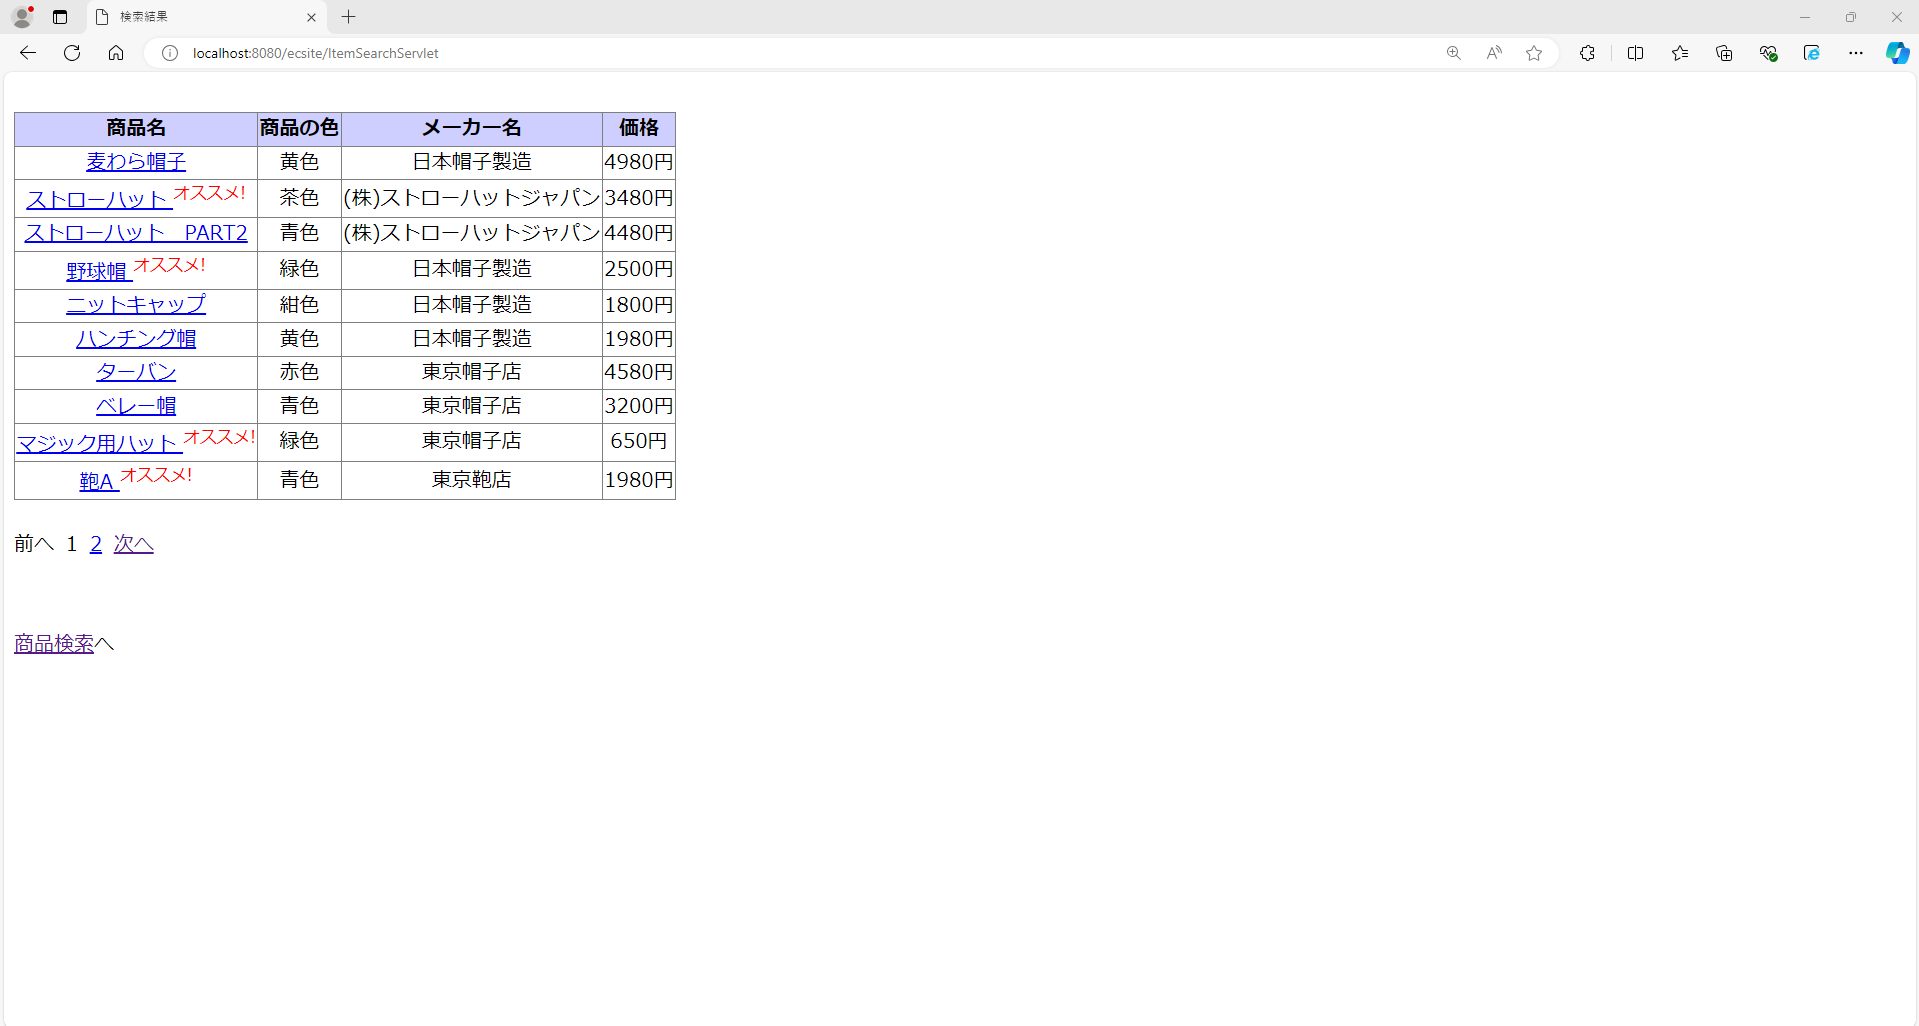 検索結果
localhost:8080/ecsite/ItemSearchServlet
商品名 商品の色 メーカー名 価格
麦わら帽子 黄色 日本帽子製造 4980円
ストローハット オススメ! 茶色 (株)ストローハットジャパン 3480円
ストローハット　PART2 青色 (株)ストローハットジャパン 4480円
野球帽 オススメ! 緑色 日本帽子製造 2500円
ニットキャップ 紺色 日本帽子製造 1800円
ハンチング帽 黄色 日本帽子製造 1980円
ターバン 赤色 東京帽子店 4580円
ベレー帽 青色 東京帽子店 3200円
マジック用ハット オススメ! 緑色 東京帽子店 650円
鞄A オススメ! 青色 東京鞄店 1980円
前へ 1 2 次へ
商品検索へ